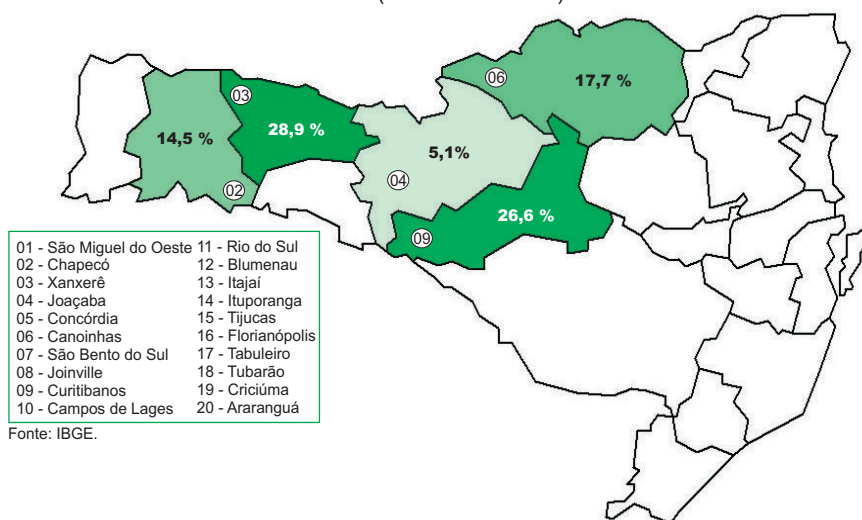 06
17,7 %
03
28,9 %
14,5 %
5,1%
04
02
26,6 %
09
01 - São Miguel do Oeste 11 - Rio do Sul
02 - Chapecó 12 - Blumenau
03 - Xanxerê 13 - Itajaí
04 - Joaçaba 14 - Ituporanga
05 - Concórdia 15 - Tijucas
06 - Canoinhas 16 - Florianópolis
07 - São Bento do Sul 17 - Tabuleiro
08 - Joinville 18 - Tubarão
09 - Curitibanos 19 - Criciúma
10 - Campos de Lages 20 - Araranguá
Fonte: IBGE.